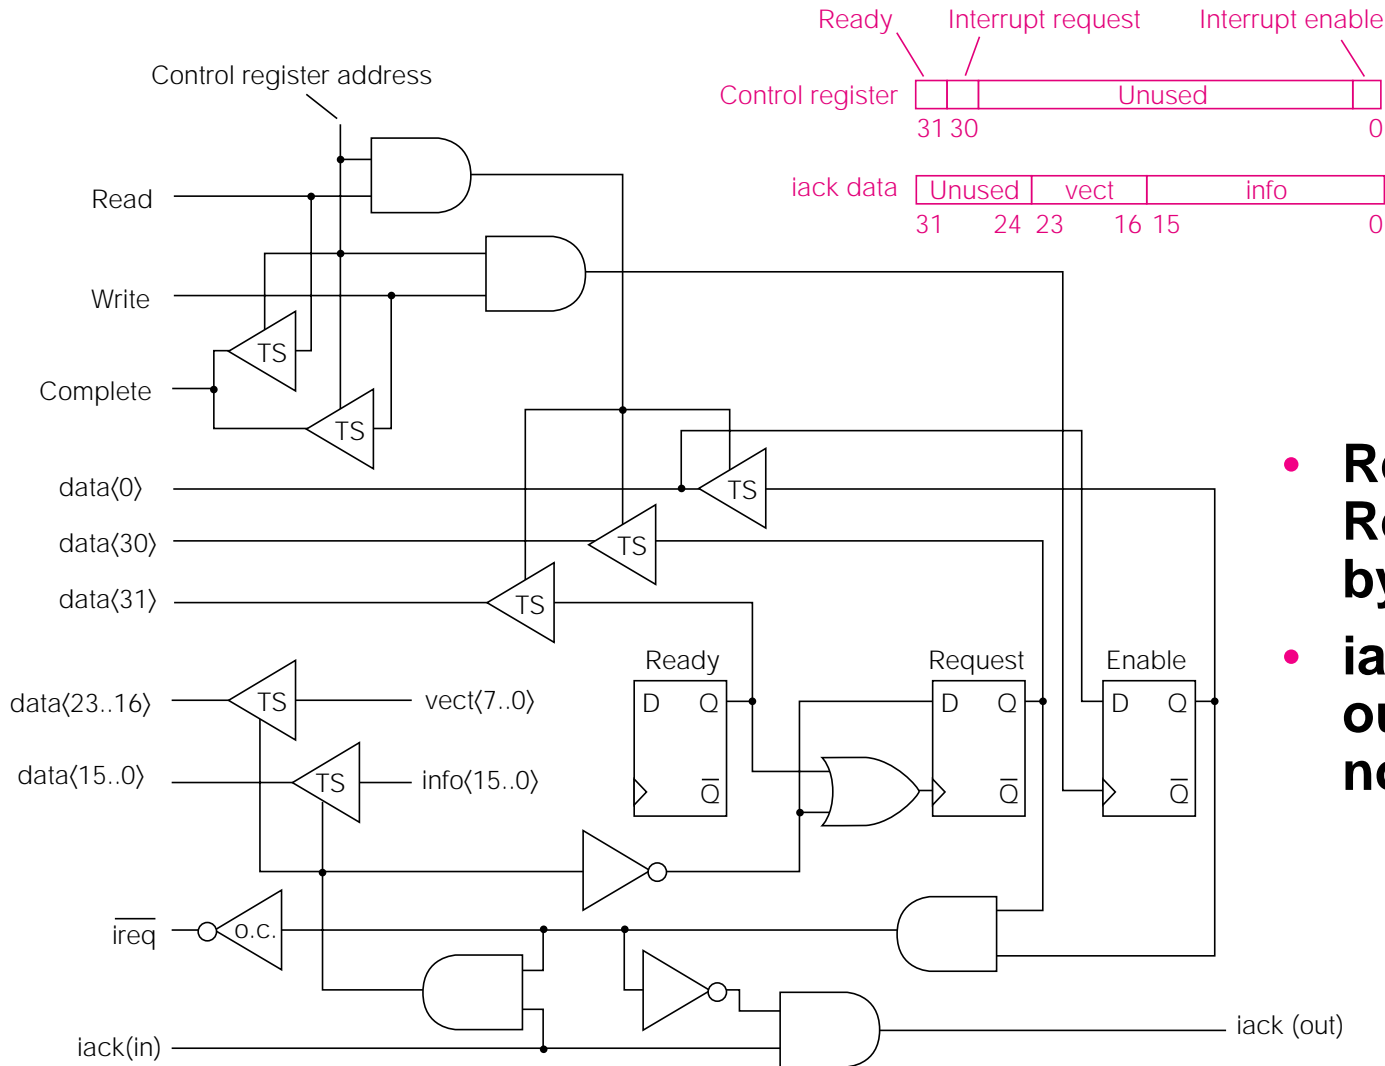 Ready Interrupt request Interrupt enable
Control register address
Control register Unused
31 30 0
Read
iack data Unused vect info
31 24 23 16 15 0
Write
TS
Complete
TS
data⟨0⟩ TS
data⟨30⟩ TS
data⟨31⟩ TS
Ready Request Enable
data⟨23..16⟩ TS vect⟨7..0⟩ D Q D Q D Q
data⟨15..0⟩ TS info⟨15..0⟩ Q̅ Q̅ Q̅
i̅r̅e̅q̅ o.c.
iack(in) iack (out)
• 
by
•